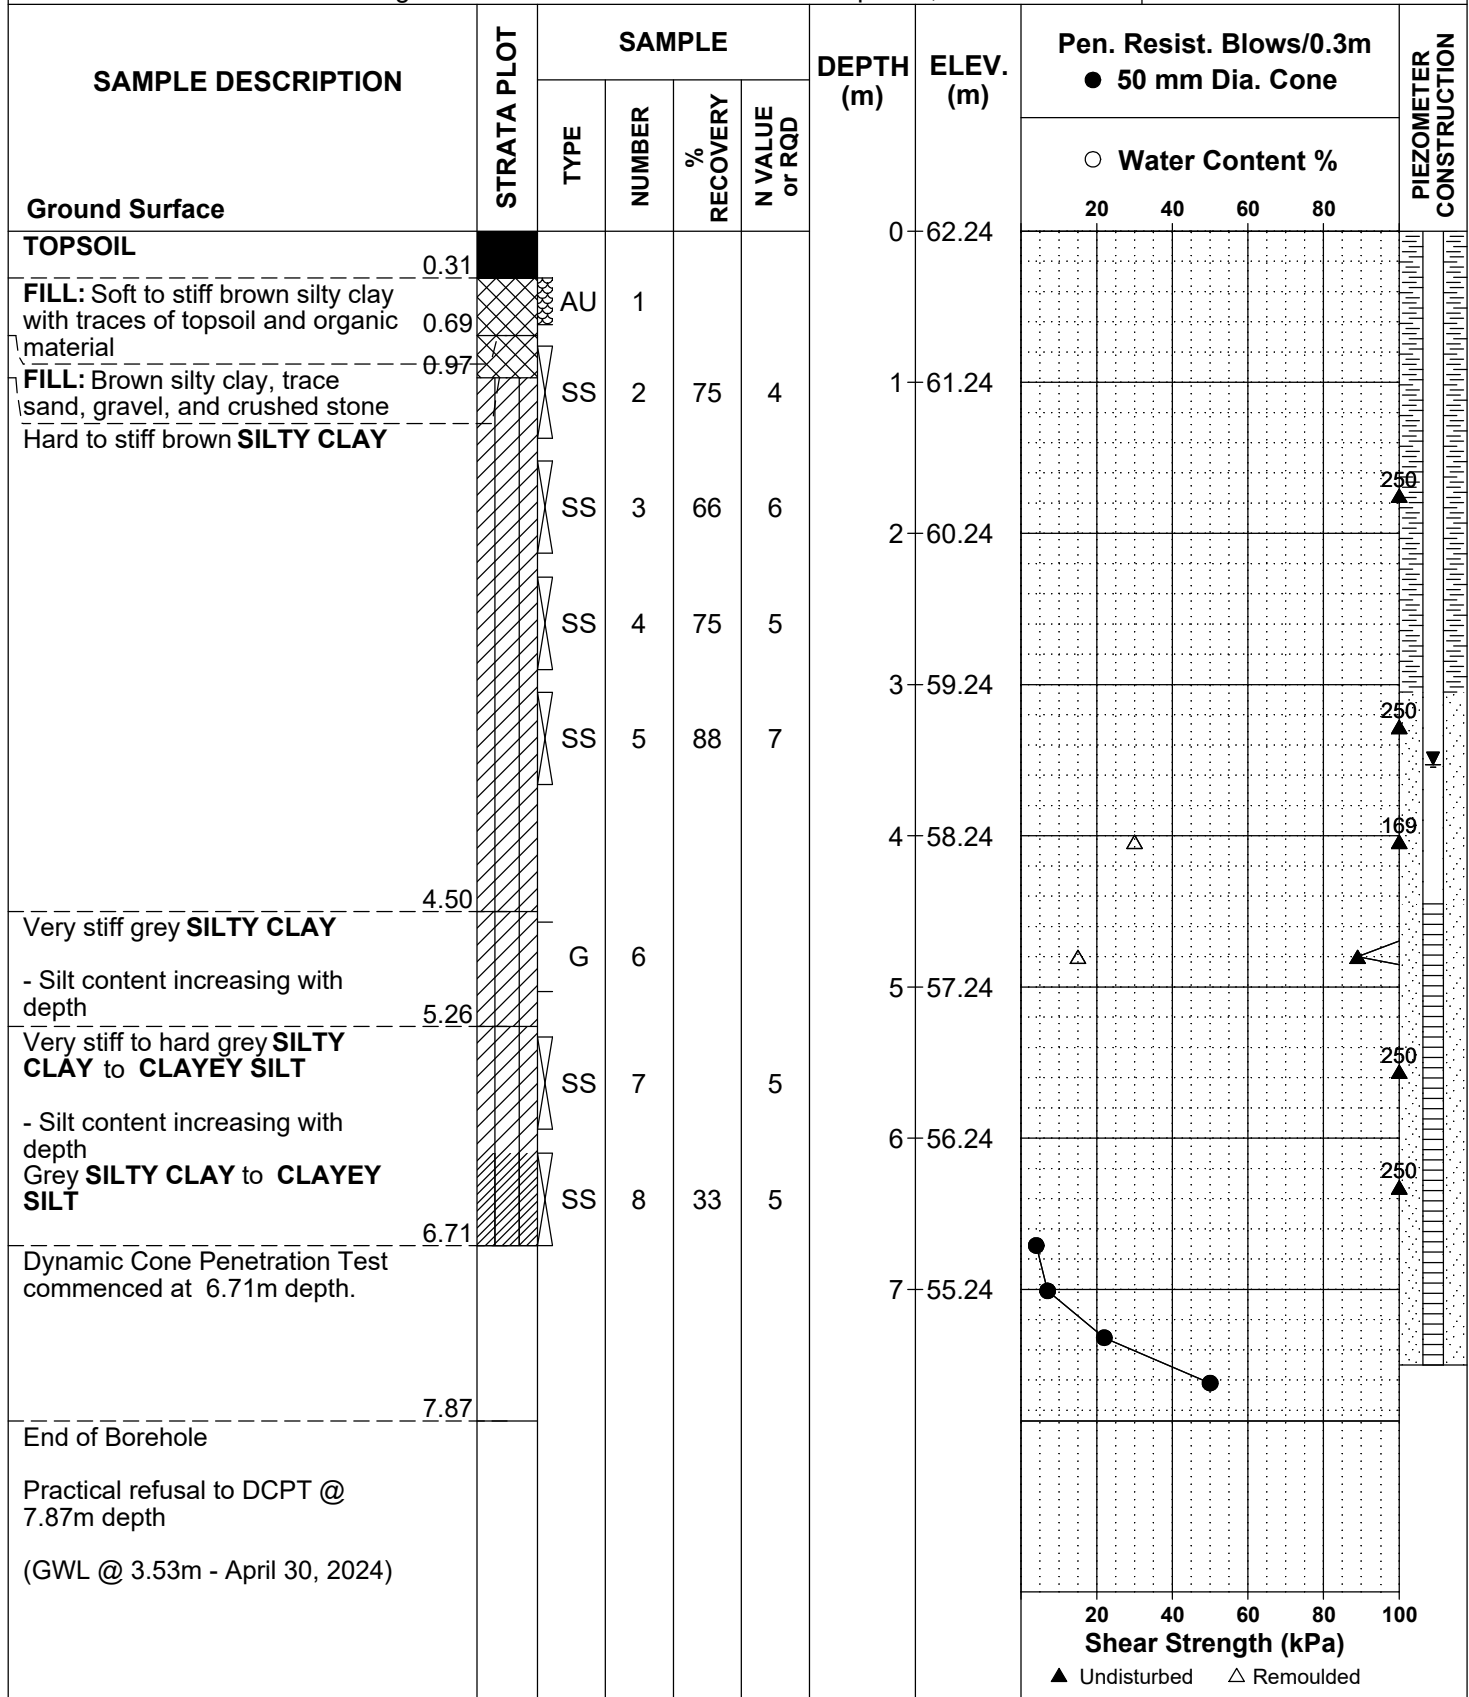 SAMPLE DESCRIPTION
STRATA PLOT
SAMPLE
TYPE
NUMBER
%
RECOVERY
N VALUE
or RQD
DEPTH
(m)
ELEV.
(m)
Pen. Resist. Blows/0.3m
● 50 mm Dia. Cone
○ Water Content %
PIEZOMETER
CONSTRUCTION
Ground Surface
20 40 60 80
0 62.24
TOPSOIL
0.31
FILL: Soft to stiff brown silty clay
with traces of topsoil and organic
material
0.69
AU 1
0.97
FILL: Brown silty clay, trace
sand, gravel, and crushed stone
SS 2 75 4
1 61.24
Hard to stiff brown SILTY CLAY
250
SS 3 66 6
2 60.24
SS 4 75 5
3 59.24
250
SS 5 88 7
169
4 58.24
4.50
Very stiff grey SILTY CLAY
G 6
- Silt content increasing with
depth
5.26
5 57.24
Very stiff to hard grey SILTY
CLAY to CLAYEY SILT
250
SS 7 5
- Silt content increasing with
depth
6 56.24
Grey SILTY CLAY to CLAYEY
SILT
250
SS 8 33 5
6.71
Dynamic Cone Penetration Test
commenced at 6.71m depth.
7 55.24
7.87
End of Borehole
Practical refusal to DCPT @
7.87m depth
(GWL @ 3.53m - April 30, 2024)
20 40 60 80 100
Shear Strength (kPa)
▲ Undisturbed △ Remoulded